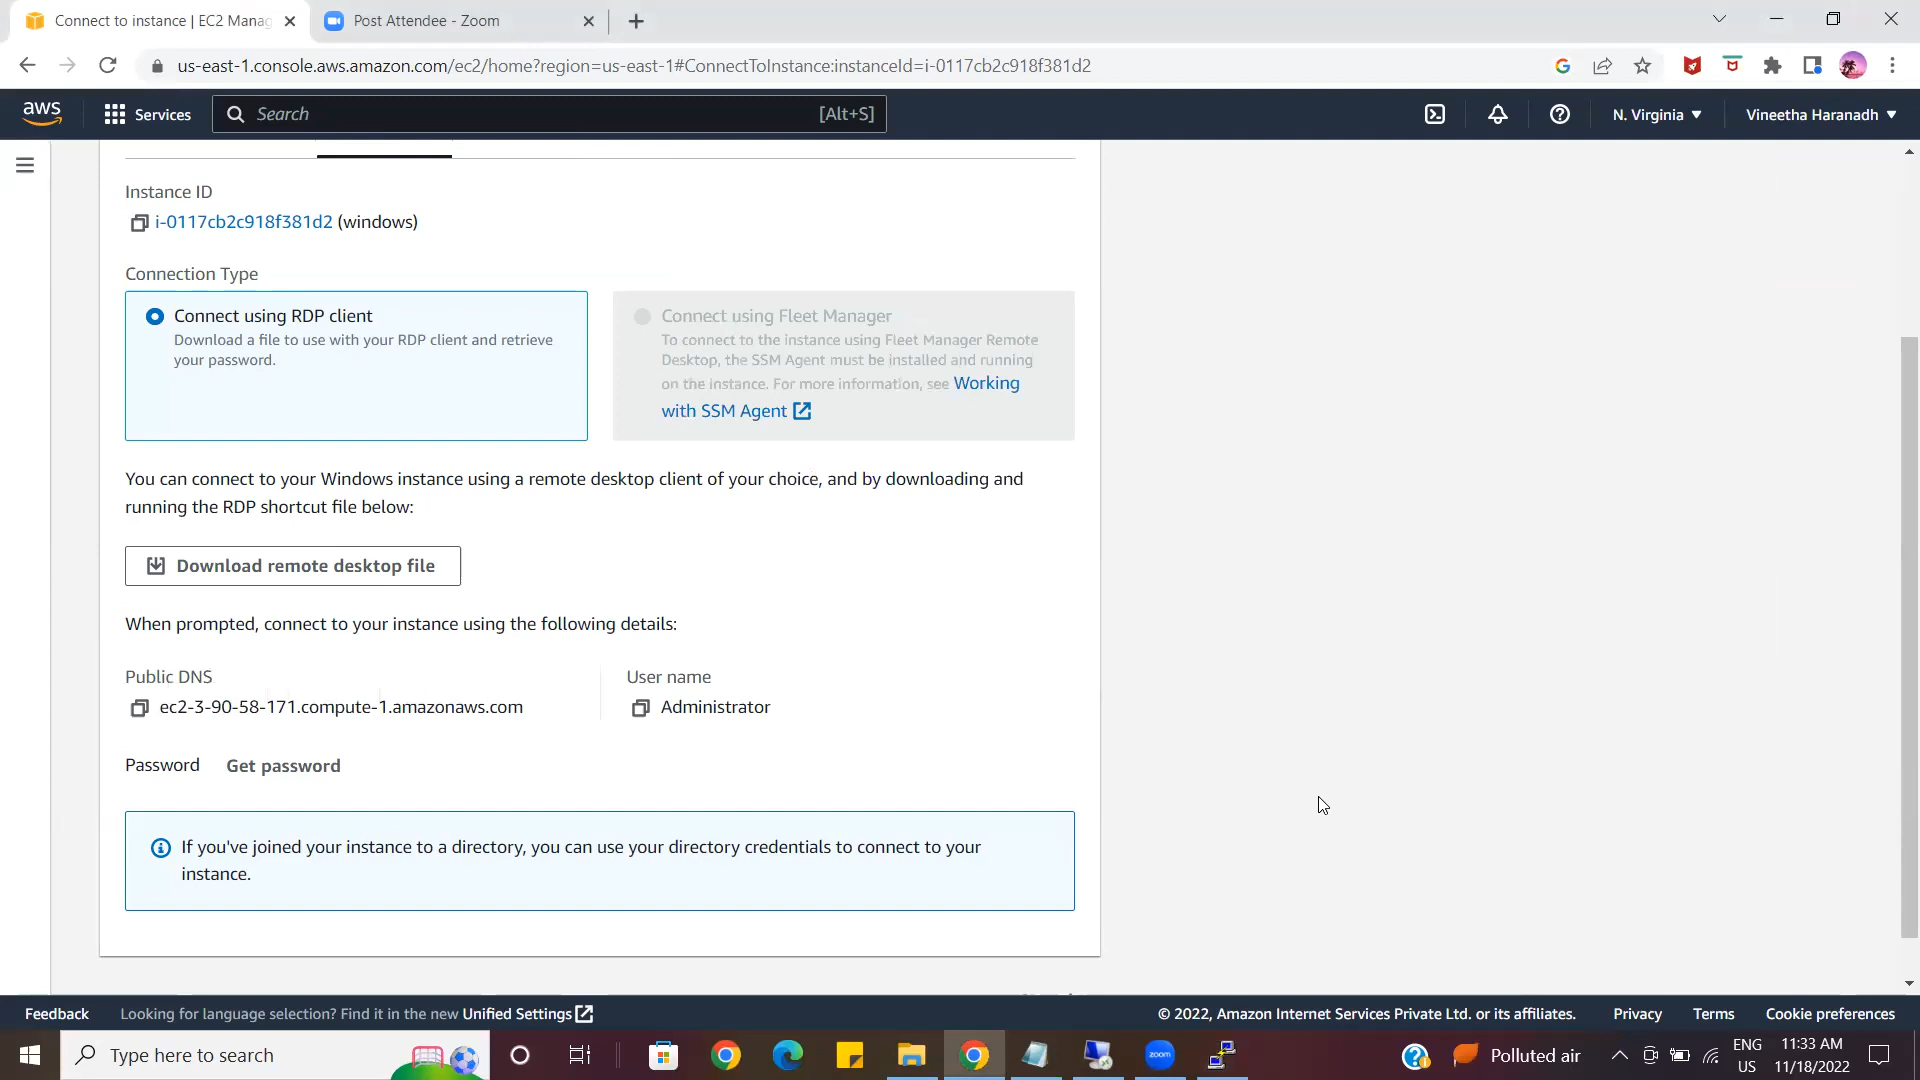 Connect to instance | EC2 Manag
Post Attendee - Zoom
us-east-1.console.aws.amazon.com/ec2/home?region=us-east-1#ConnectToInstance:instanceId=i-0117cb2c918f381d2
aws
Services
Search
[Alt+S]
N. Virginia
Vineetha Haranadh
Instance ID
i-0117cb2c918f381d2 (windows)
Connection Type
Connect using RDP client
Download a file to use with your RDP client and retrieve
your password.
Connect using Fleet Manager
To connect to the instance using Fleet Manager Remote
Desktop, the SSM Agent must be installed and running
on the instance. For more information, see Working
with SSM Agent
You can connect to your Windows instance using a remote desktop client of your choice, and by downloading and
running the RDP shortcut file below:
Download remote desktop file
When prompted, connect to your instance using the following details:
Public DNS
ec2-3-90-58-171.compute-1.amazonaws.com
User name
Administrator
Password Get password
If you've joined your instance to a directory, you can use your directory credentials to connect to your
instance.
Feedback
Looking for language selection? Find it in the new Unified Settings
© 2022, Amazon Internet Services Private Ltd. or its affiliates.
Privacy
Terms
Cookie preferences
Type here to search
zoom
Polluted air
ENG
US
11:33 AM
11/18/2022